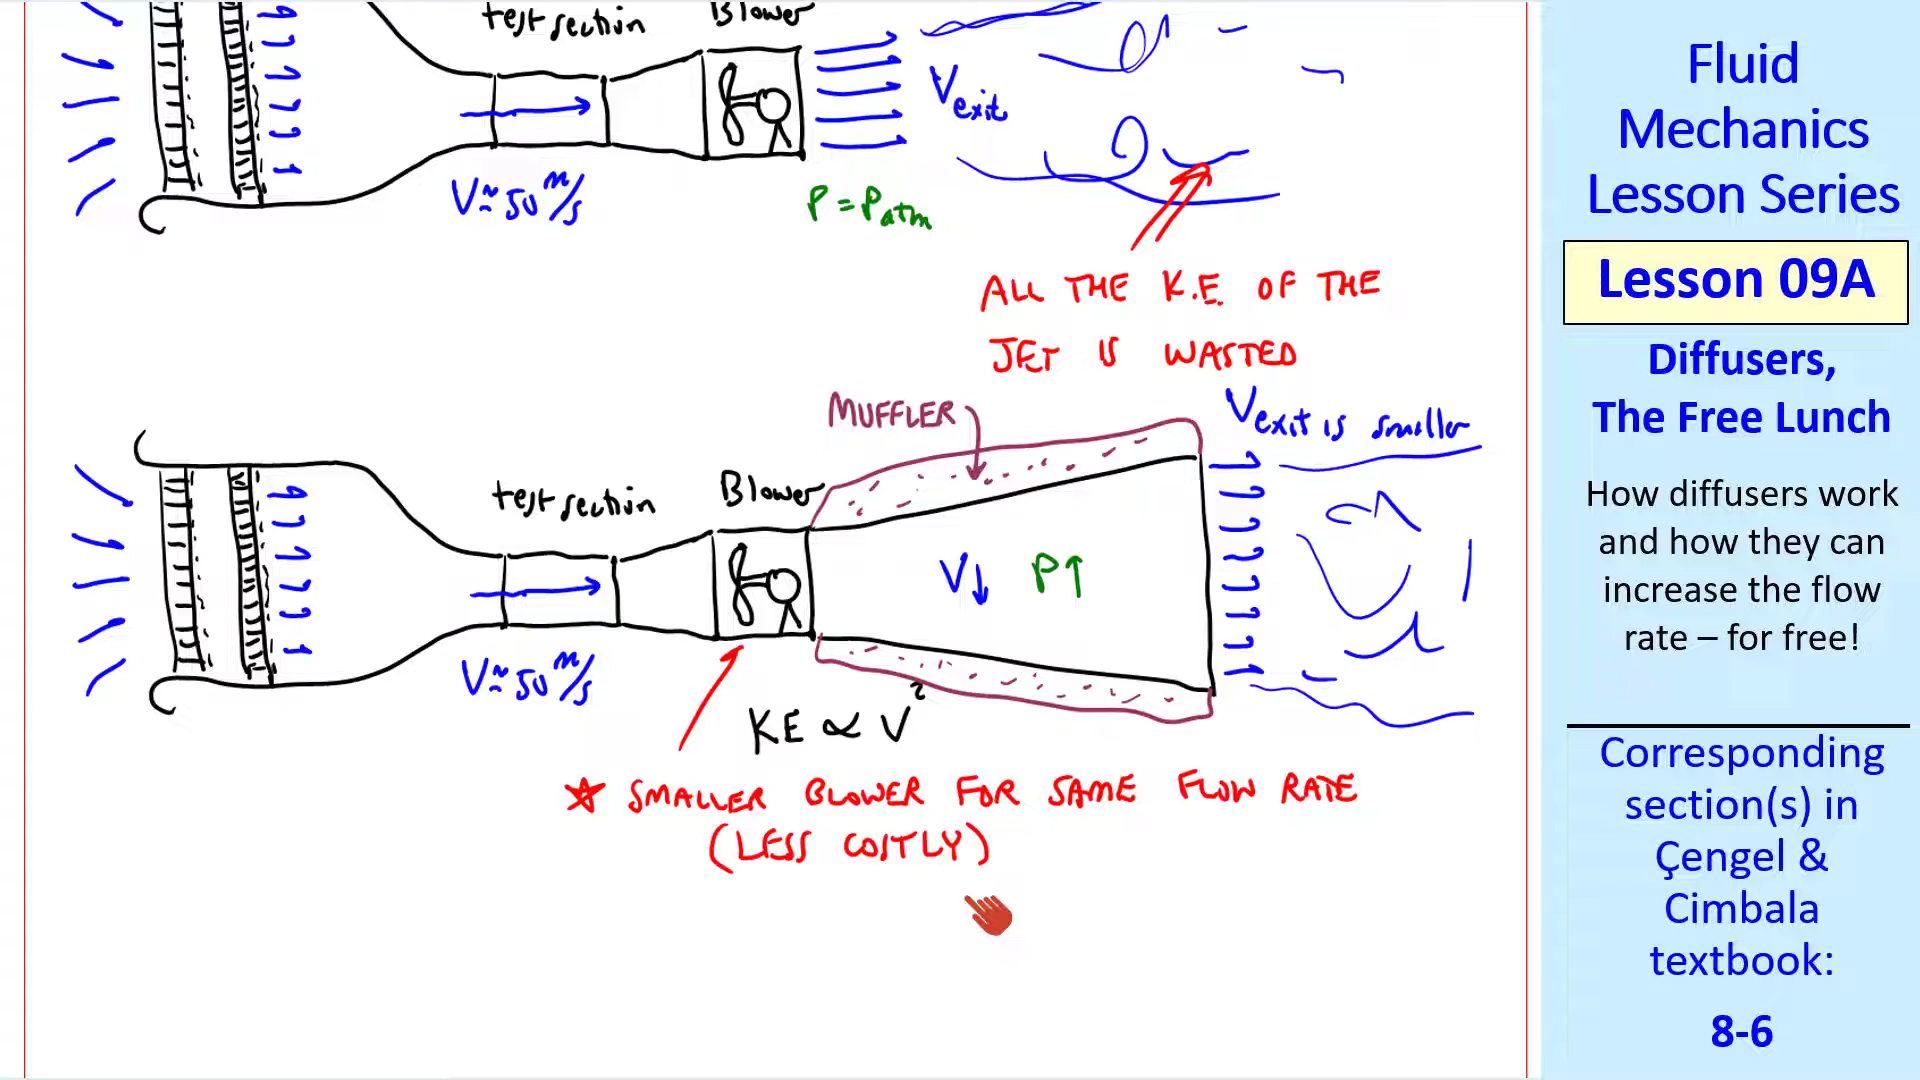 test section
Blower
Vexit
V ≈ 50 m/s
P = Patm
ALL THE K.E. OF THE
JET IS WASTED
MUFFLER
Vexit is smaller
test section
Blower
V↓ P↑
V ≈ 50 m/s
KE ∝ V²
★ SMALLER BLOWER FOR SAME FLOW RATE
(LESS COSTLY)
Fluid
Mechanics
Lesson Series
Lesson 09A
Diffusers,
The Free Lunch
How diffusers work
and how they can
increase the flow
rate – for free!
Corresponding
section(s) in
Çengel &
Cimbala
textbook:
8-6